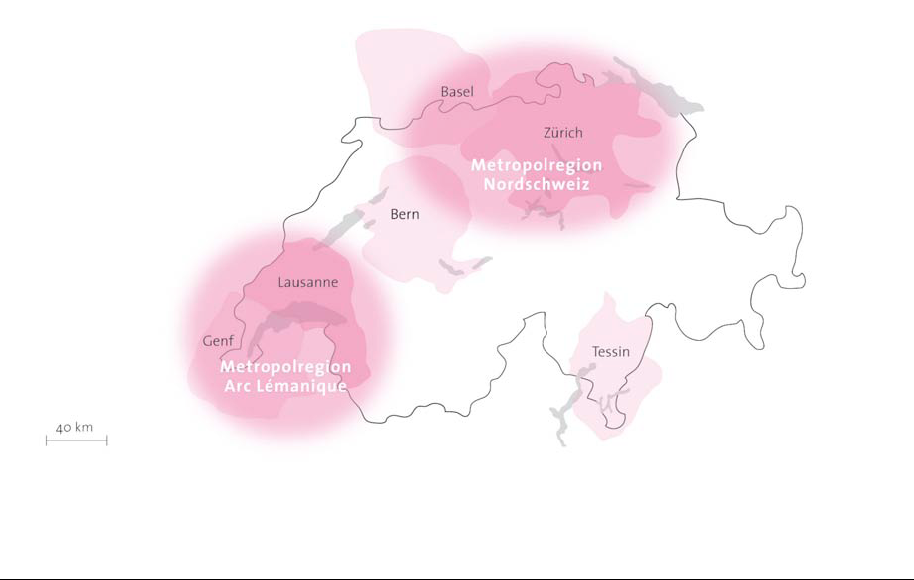 Basel
Zürich
Metropolregion
Nordschweiz
Bern
Lausanne
Genf
Metropolregion
Arc Lémanique
Tessin
40 km